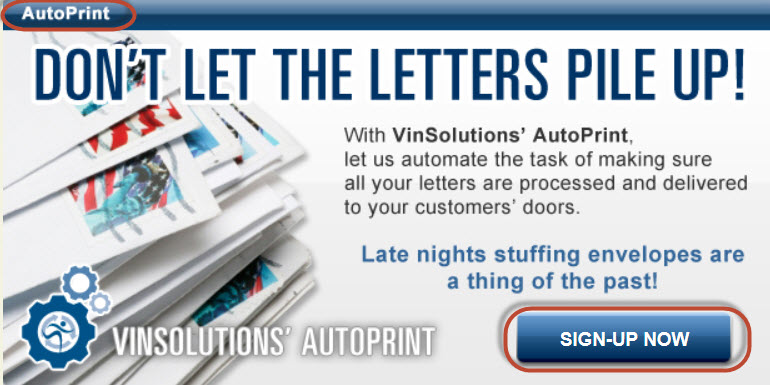 AutoPrint
DON'T LET THE LETTERS PILE UP!
With VinSolutions' AutoPrint,
let us automate the task of making sure
all your letters are processed and delivered
to your customers' doors.
Late nights stuffing envelopes are
a thing of the past!
VINSOLUTIONS' AUTOPRINT
SIGN-UP NOW